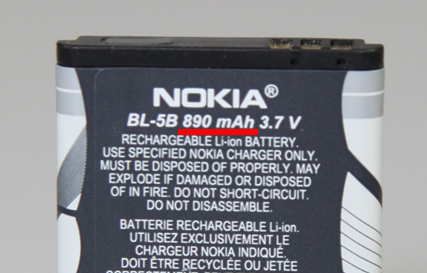 NOKIA®
BL-5B 890 mAh 3.7 V
RECHARGEABLE Li-ion BATTERY.
USE SPECIFIED NOKIA CHARGER ONLY.
MUST BE DISPOSED OF PROPERLY. MAY
EXPLODE IF DAMAGED OR DISPOSED
OF IN FIRE. DO NOT SHORT-CIRCUIT.
DO NOT DISASSEMBLE.
BATTERIE RECHARGEABLE Li-ion.
UTILISEZ EXCLUSIVEMENT LE
CHARGEUR NOKIA INDIQUÉ.
DOIT ÊTRE RECYCLÉE OU JETÉE
CORRECTEMENT